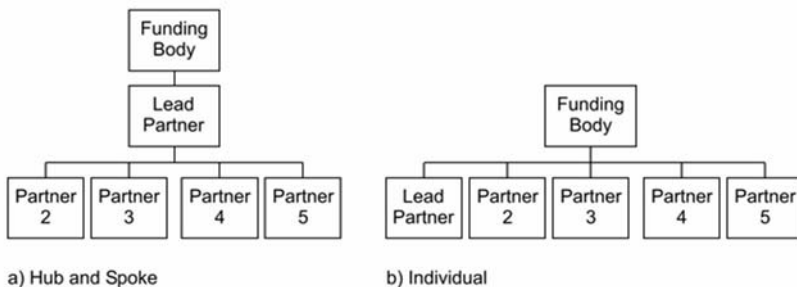 Funding
Body
Lead
Partner
Partner
2
Partner
3
Partner
4
Partner
5
a) Hub and Spoke
Funding
Body
Lead
Partner
Partner
2
Partner
3
Partner
4
Partner
5
b) Individual